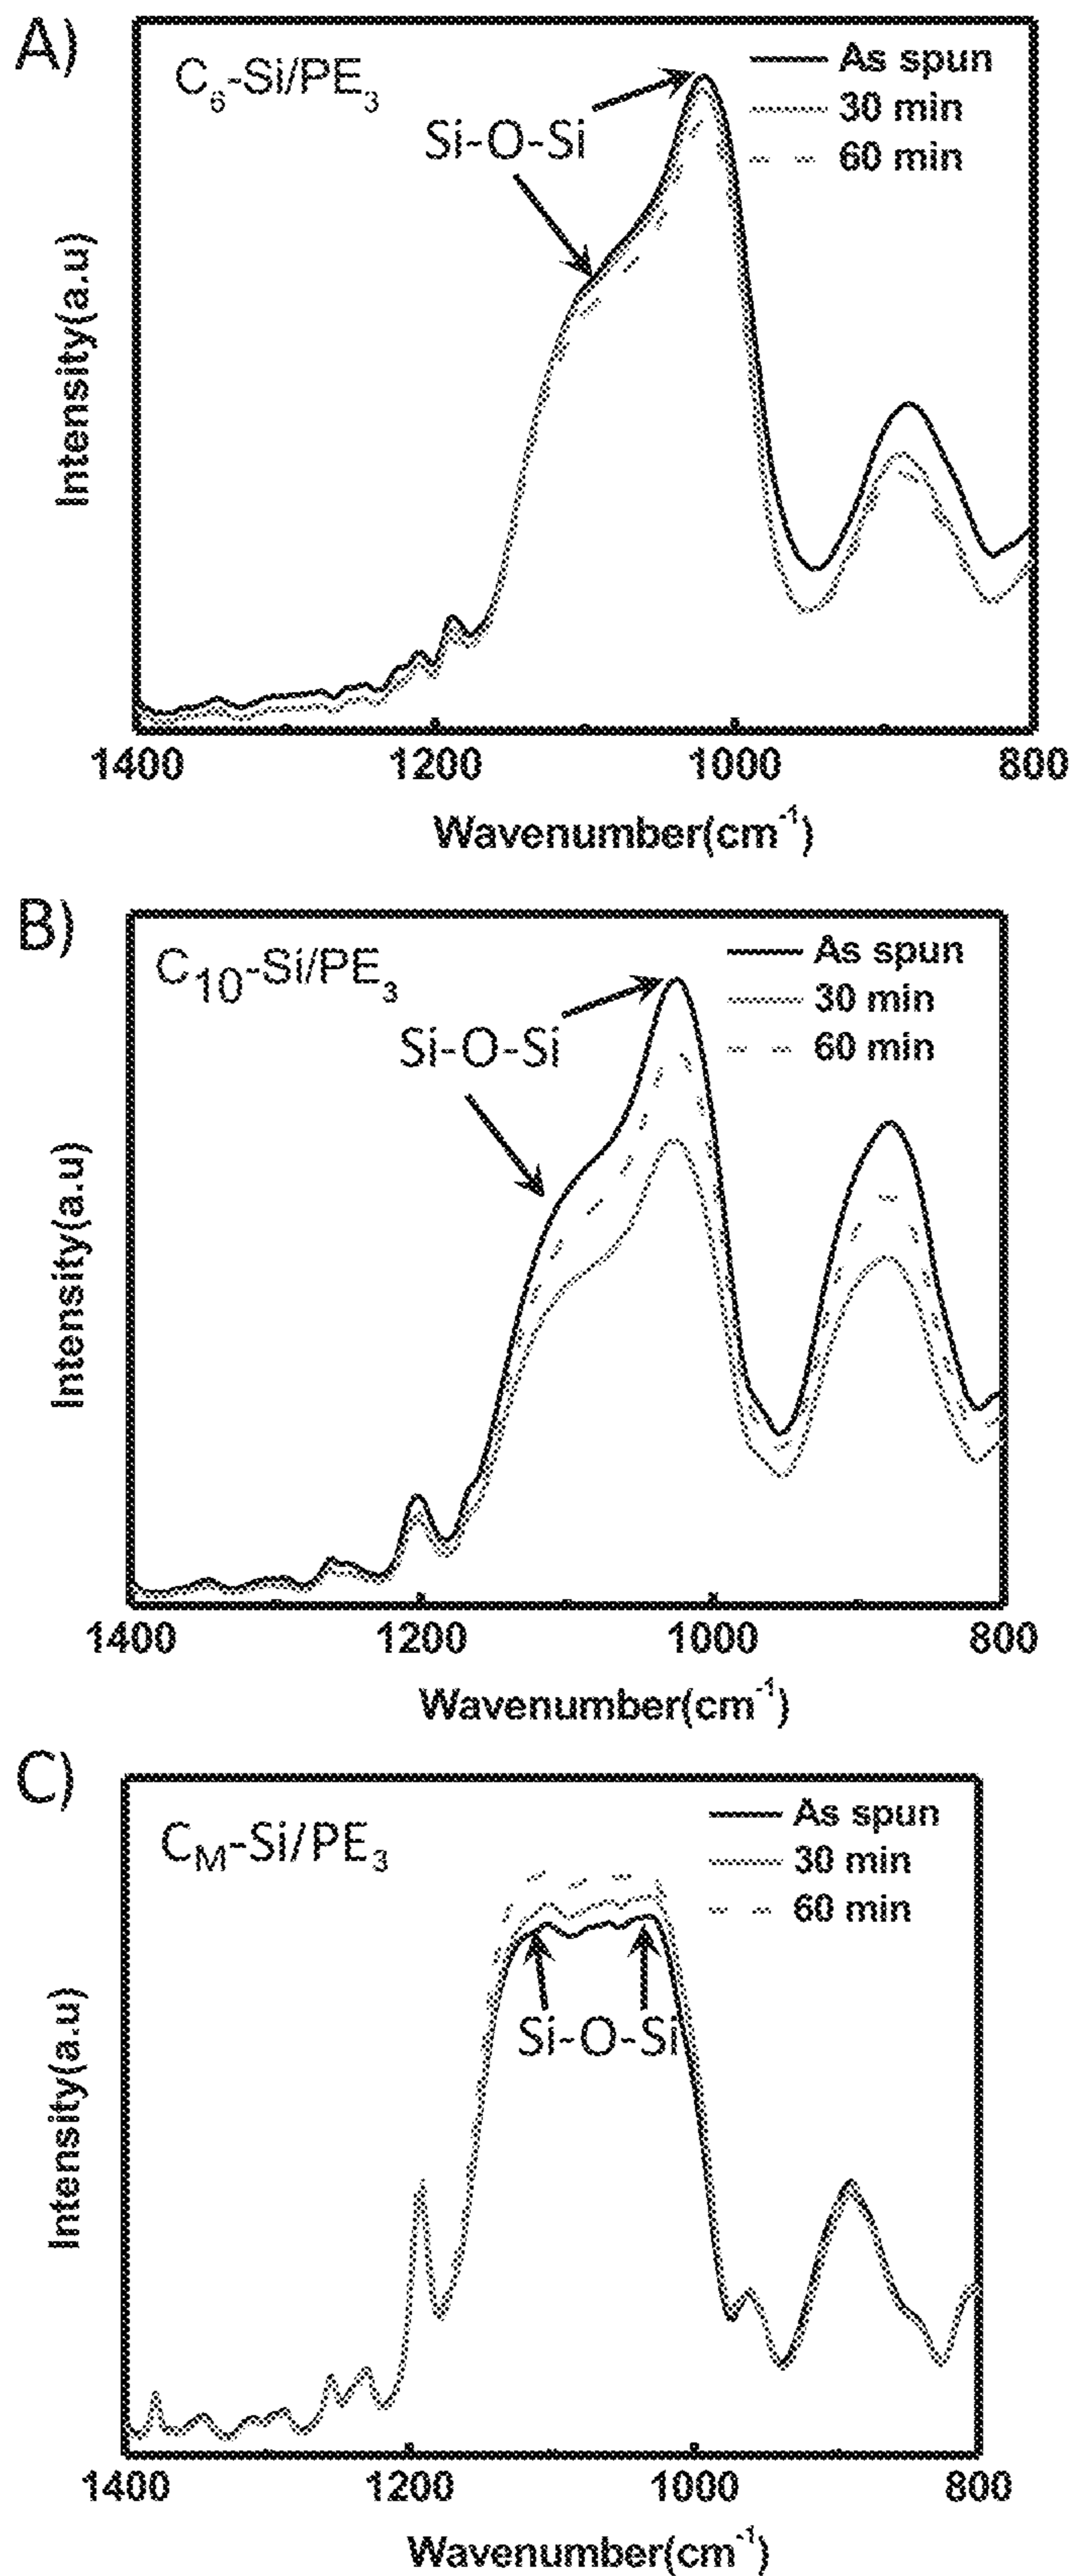 A)
C₆-Si/PE₃
As spun
30 min
60 min
Si-O-Si
Intensity(a.u)
1400 1200 1000 800
Wavenumber(cm⁻¹)
B)
C₁₀-Si/PE₃
As spun
30 min
60 min
Si-O-Si
Intensity(a.u)
1400 1200 1000 800
Wavenumber(cm⁻¹)
C)
C_M-Si/PE₃
As spun
30 min
60 min
Si-O-Si
Intensity(a.u)
1400 1200 1000 800
Wavenumber(cm⁻¹)